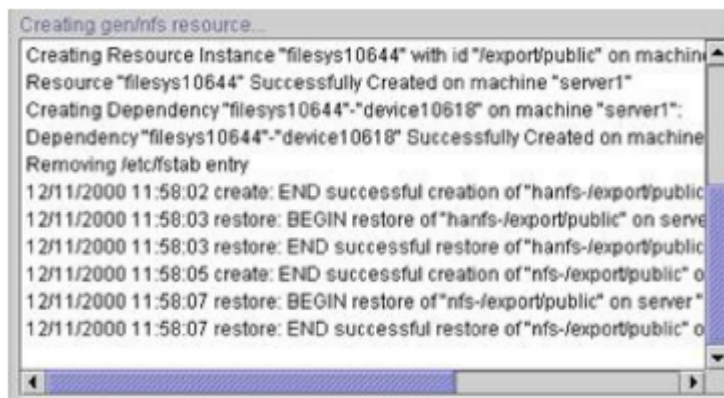 Creating gen/nfs resource...
Creating Resource Instance "filesys10644" with id "/export/public" on machin
Resource "filesys10644" Successfully Created on machine "server1"
Creating Dependency "filesys10644"-"device10618" on machine "server1":
Dependency "filesys10644"-"device10618" Successfully Created on machine
Removing /etc/fstab entry
12/11/2000 11:58:02 create: END successful creation of "hanfs-/export/public
12/11/2000 11:58:03 restore: BEGIN restore of "hanfs-/export/public" on serve
12/11/2000 11:58:03 restore: END successful restore of "hanfs-/export/public
12/11/2000 11:58:05 create: END successful creation of "nfs-/export/public" o
12/11/2000 11:58:07 restore: BEGIN restore of "nfs-/export/public" on server "
12/11/2000 11:58:07 restore: END successful restore of "nfs-/export/public" o